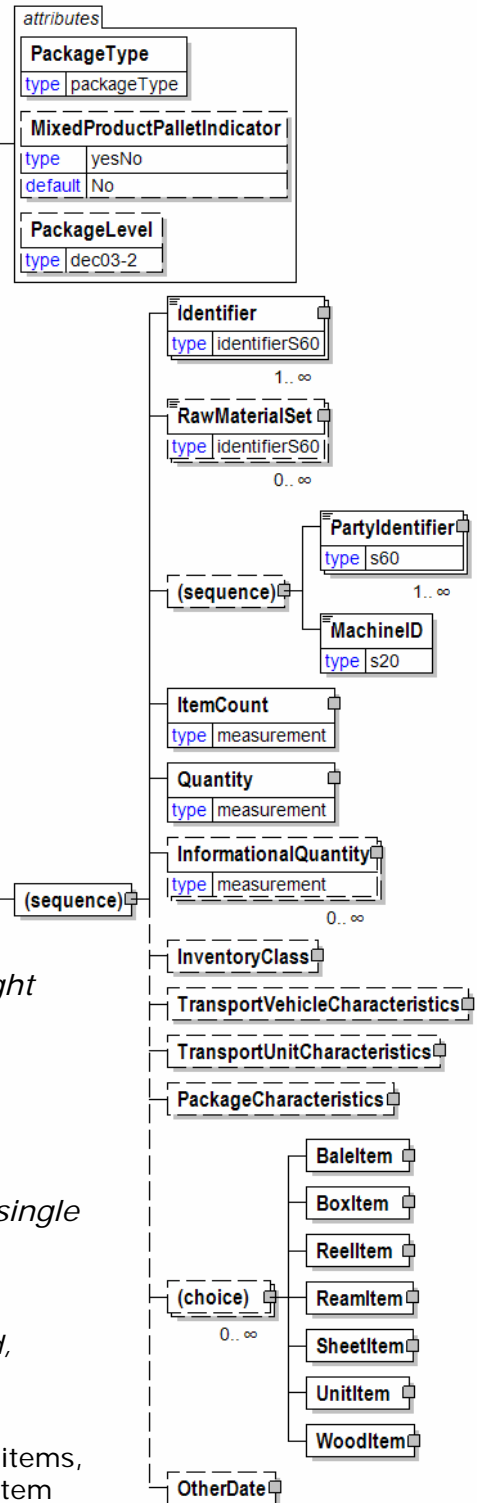 attributes
PackageType
type packageType
MixedProductPalletIndicator
type yesNo
default No
PackageLevel
type dec03-2
Identifier
type identifierS60
1.. ∞
RawMaterialSet
type identifierS60
0.. ∞
(sequence)
PartyIdentifier
type s60
1.. ∞
MachineID
type s20
ItemCount
type measurement
Quantity
type measurement
InformationalQuantity
type measurement
0.. ∞
(sequence)
InventoryClass
ght
TransportVehicleCharacteristics
TransportUnitCharacteristics
PackageCharacteristics
single
(choice)
0.. ∞
BaleItem
BoxItem
ReelItem
ReamItem
SheetItem
UnitItem
WoodItem
d,
items,
tem
OtherDate